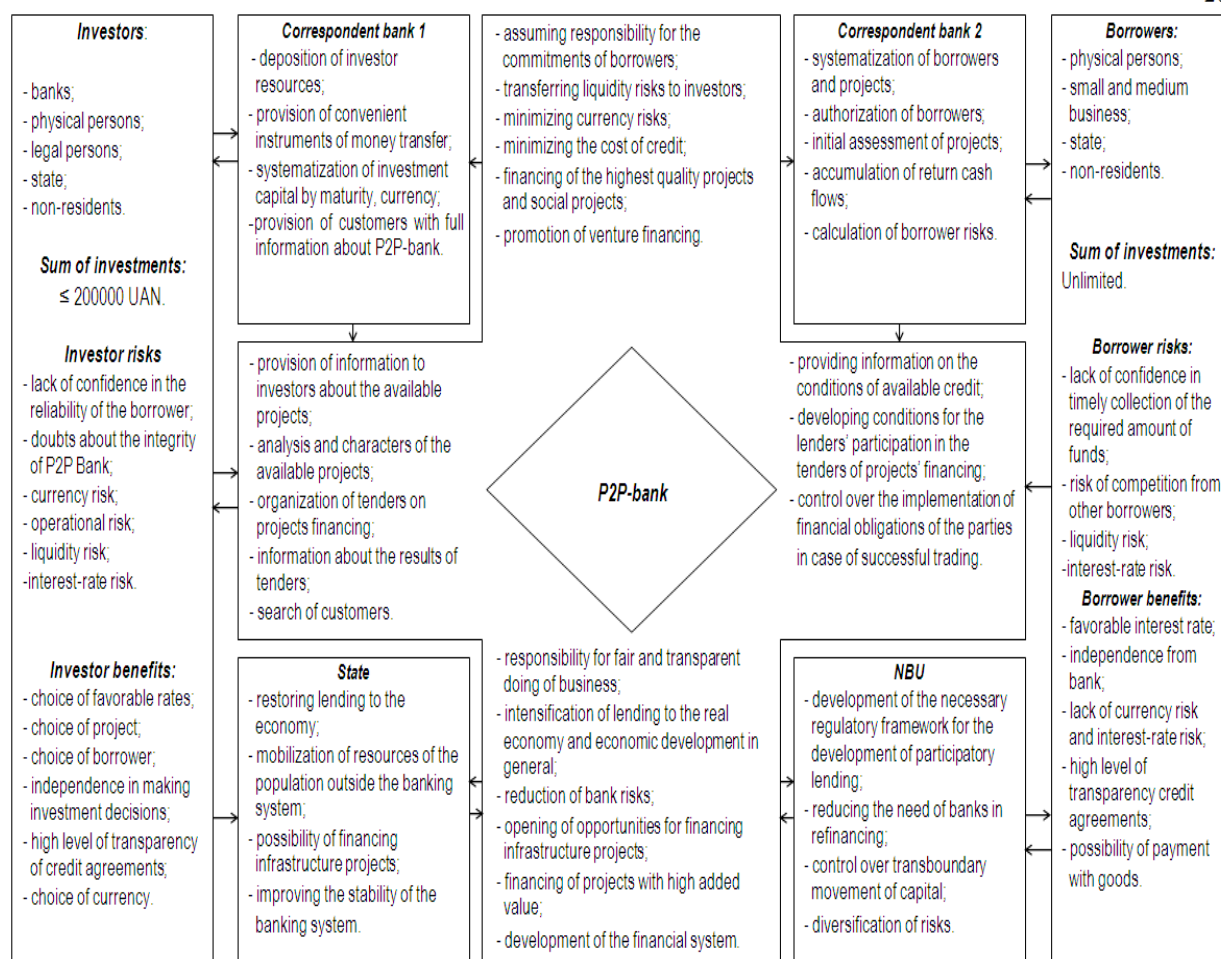 Investors:
- banks;
- physical persons;
- legal persons;
- state;
- non-residents.
Sum of investments:
≤ 200000 UAN.
Investor risks
- lack of confidence in the
reliability of the borrower;
- doubts about the integrity
of P2P Bank;
- currency risk;
- operational risk;
- liquidity risk;
-interest-rate risk.
Investor benefits:
- choice of favorable rates;
- choice of project;
- choice of borrower;
- independence in making
investment decisions;
- high level of transparency
of credit agreements;
- choice of currency.
Correspondent bank 1
- deposition of investor
resources;
- provision of convenient
instruments of money transfer;
- systematization of investment
capital by maturity, currency;
-provision of customers with full
information about P2P-bank.
- assuming responsibility for the
commitments of borrowers;
- transferring liquidity risks to investors;
- minimizing currency risks;
- minimizing the cost of credit;
- financing of the highest quality projects
and social projects;
- promotion of venture financing.
Correspondent bank 2
- systematization of borrowers
and projects;
- authorization of borrowers;
- initial assessment of projects;
- accumulation of return cash
flows;
- calculation of borrower risks.
- provision of information to
investors about the available
projects;
- analysis and characters of the
available projects;
- organization of tenders on
projects financing;
- information about the results of
tenders;
- search of customers.
P2P-bank
- providing information on the
conditions of available credit;
- developing conditions for the
lenders' participation in the
tenders of projects' financing;
- control over the implementation of
financial obligations of the parties
in case of successful trading.
State
- restoring lending to the
economy;
- mobilization of resources of the
population outside the banking
system;
- possibility of financing
infrastructure projects;
- improving the stability of the
banking system.
- responsibility for fair and transparent
doing of business;
- intensification of lending to the real
economy and economic development in
general;
- reduction of bank risks;
- opening of opportunities for financing
infrastructure projects;
- financing of projects with high added
value;
- development of the financial system.
NBU
- development of the necessary
regulatory framework for the
development of participatory
lending;
- reducing the need of banks in
refinancing;
- control over transboundary
movement of capital;
- diversification of risks.
Borrowers:
- physical persons;
- small and medium
business;
- state;
- non-residents.
Sum of investments:
Unlimited.
Borrower risks:
- lack of confidence in
timely collection of the
required amount of
funds;
- risk of competition from
other borrowers;
- liquidity risk;
-interest-rate risk.
Borrower benefits:
- favorable interest rate;
- independence from
bank;
- lack of currency risk
and interest-rate risk;
- high level of
transparency credit
agreements;
- possibility of payment
with goods.